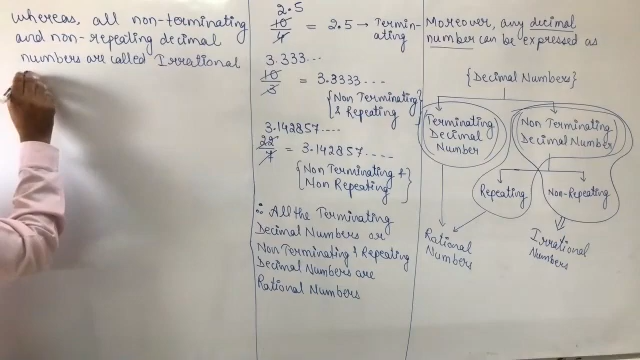 whereas, all non-terminating
and non-repeating decimal
numbers are called Irrational
2.5
10/4 = 2.5 → Termin-
ating
3.333...
10/3 = 3.3333....
{Non Terminating
& Repeating}
3.142857....
22/7 = 3.142857.....
{Non Terminating &
Non Repeating}
∴ All the Terminating
Decimal Numbers or
Non Terminating & Repeating
Decimal Numbers are
Rational Numbers
Moreover, any decimal
number can be expressed as
{Decimal Numbers}
Terminating
Decimal
Number
Non Terminating
Decimal Number
Repeating
Non-Repeating
Rational
Numbers
Irrational
Numbers